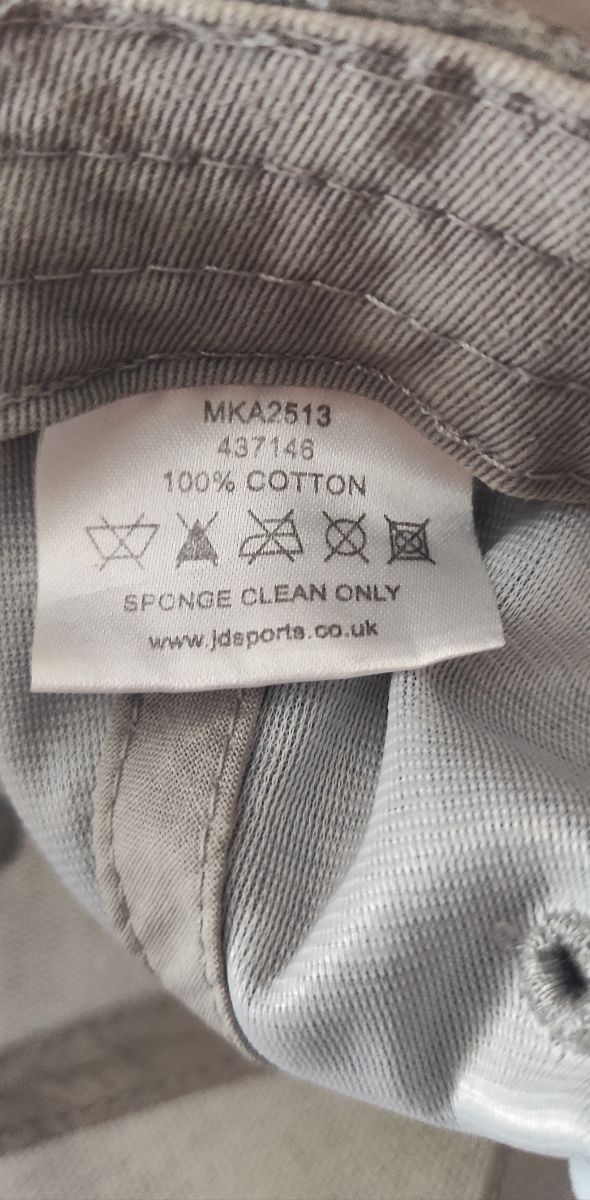 MKA2513
437146
100% COTTON
SPONGE CLEAN ONLY
www.jdsports.co.uk